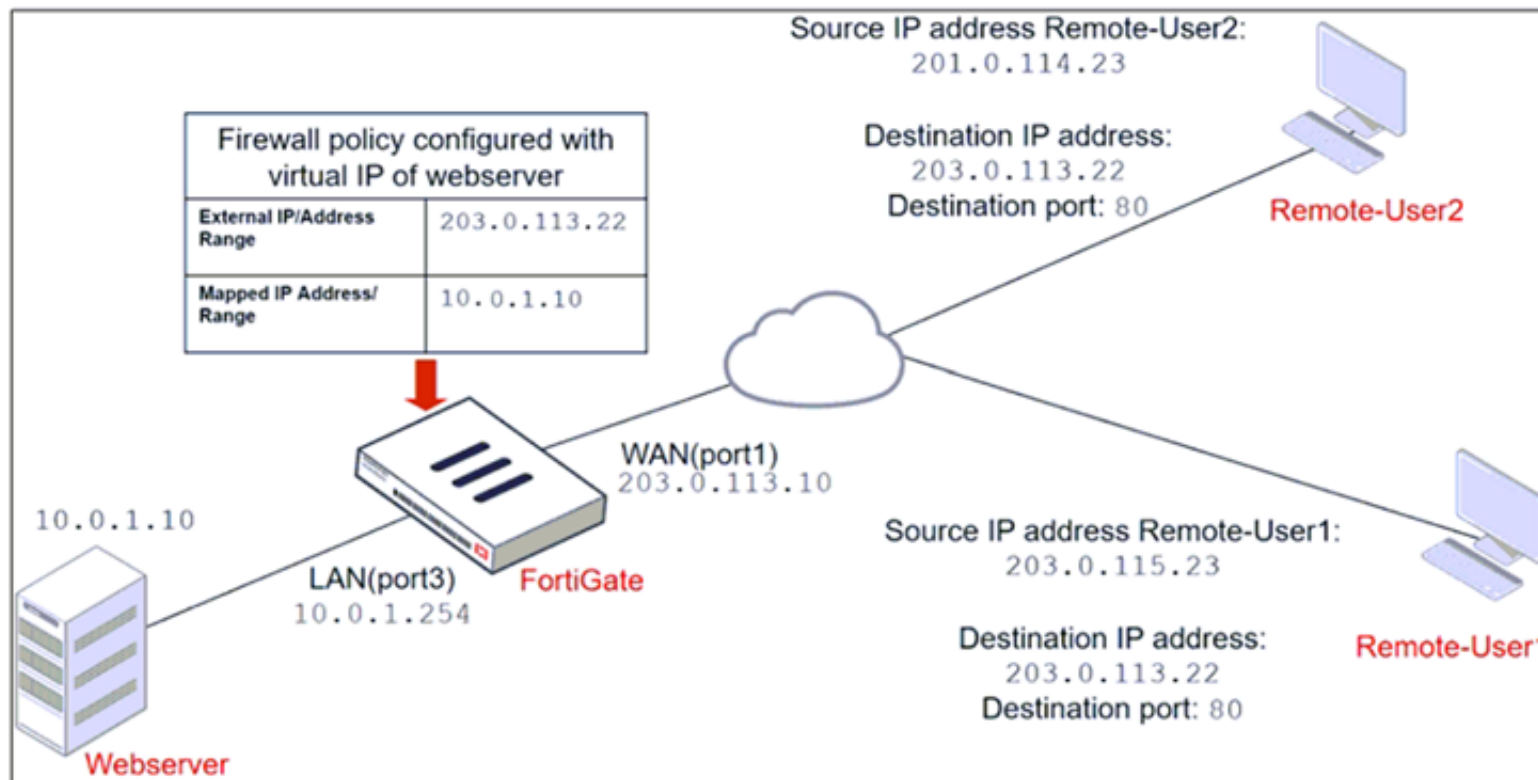 Source IP address Remote-User2:
201.0.114.23
Destination IP address:
203.0.113.22
Destination port: 80
Remote-User2
Firewall policy configured with
virtual IP of webserver
External IP/Address
Range
203.0.113.22
Mapped IP Address/
Range
10.0.1.10
WAN(port1)
203.0.113.10
10.0.1.10
LAN(port3)
10.0.1.254
FortiGate
Webserver
Source IP address Remote-User1:
203.0.115.23
Destination IP address:
203.0.113.22
Destination port: 80
Remote-User1